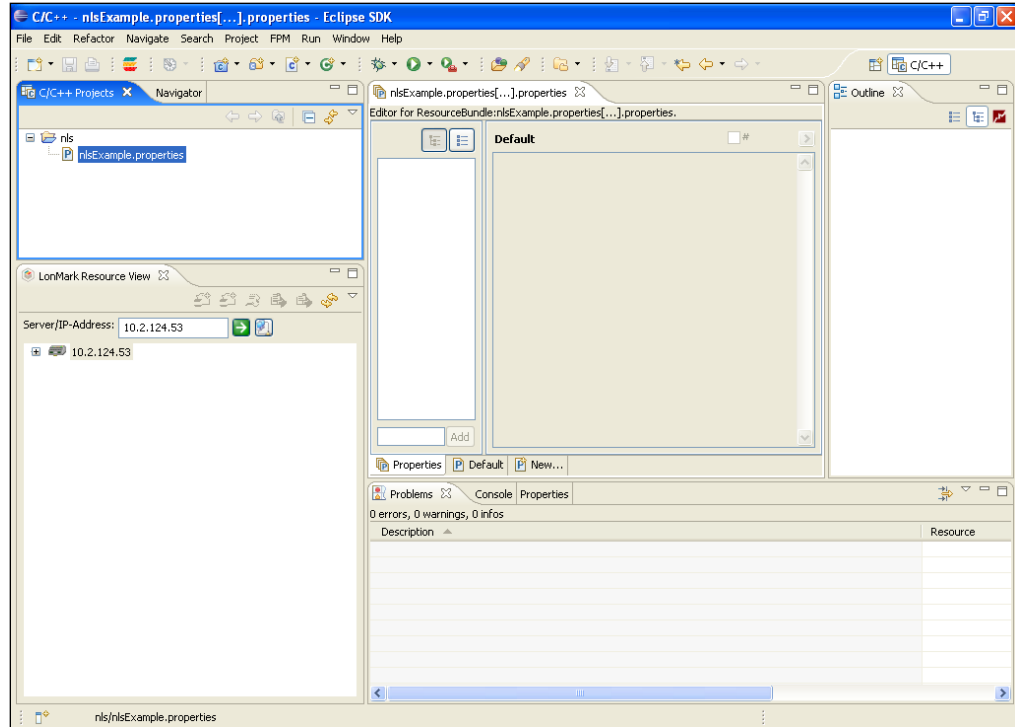 C/C++ - nlsExample.properties[...].properties - Eclipse SDK
File Edit Refactor Navigate Search Project FPM Run Window Help
C/C++
C/C++ Projects
Navigator
nls
nlsExample.properties
LonMark Resource View
Server/IP-Address: 10.2.124.53
10.2.124.53
nlsExample.properties[...].properties
Editor for ResourceBundle:nlsExample.properties[...].properties.
Default
#
Add
Properties Default New...
Outline
Problems Console Properties
0 errors, 0 warnings, 0 infos
Description Resource
nls/nlsExample.properties